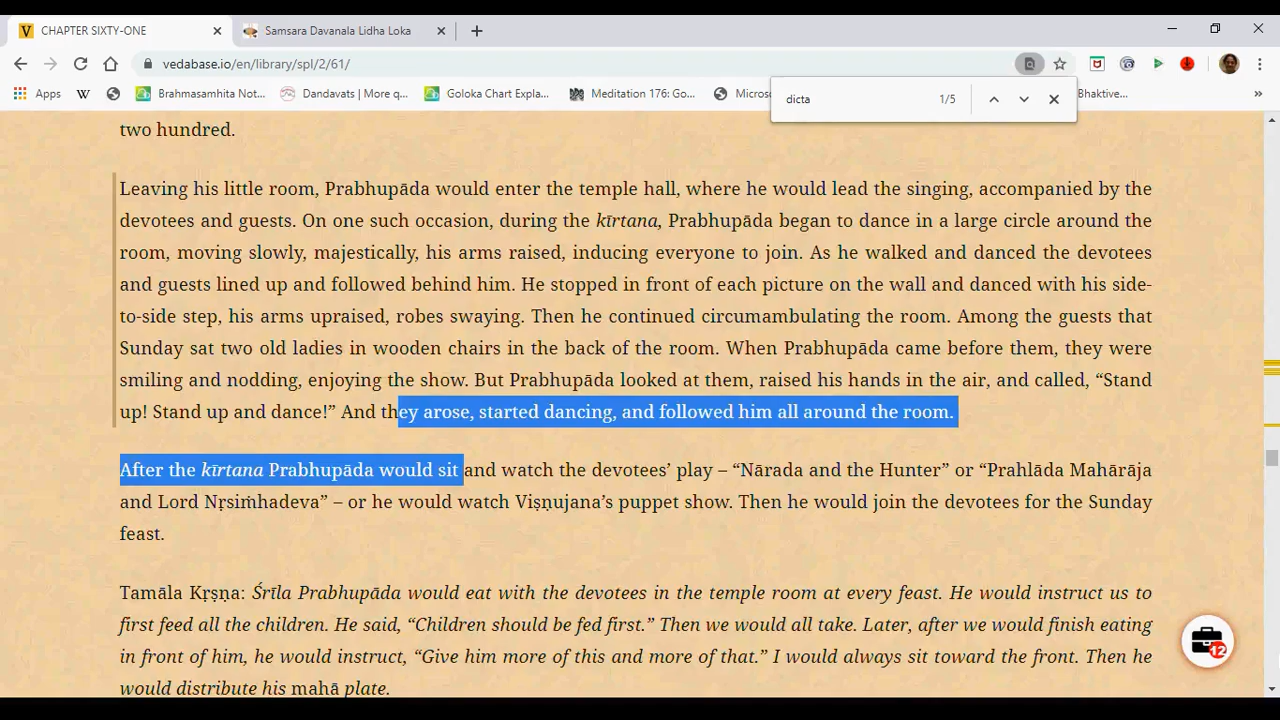 CHAPTER SIXTY-ONE
Samsara Davanala Lidha Loka
vedabase.io/en/library/spl/2/61/
Apps
Brahmasamhita Not...
Dandavats | More q...
Goloka Chart Expla...
Meditation 176: Go...
Microso
Bhaktive...
dicta
1/5
two hundred.
Leaving his little room, Prabhupāda would enter the temple hall, where he would lead the singing, accompanied by the
devotees and guests. On one such occasion, during the kīrtana, Prabhupāda began to dance in a large circle around the
room, moving slowly, majestically, his arms raised, inducing everyone to join. As he walked and danced the devotees
and guests lined up and followed behind him. He stopped in front of each picture on the wall and danced with his side-
to-side step, his arms upraised, robes swaying. Then he continued circumambulating the room. Among the guests that
Sunday sat two old ladies in wooden chairs in the back of the room. When Prabhupāda came before them, they were
smiling and nodding, enjoying the show. But Prabhupāda looked at them, raised his hands in the air, and called, “Stand
up! Stand up and dance!” And they arose, started dancing, and followed him all around the room.
After the kīrtana Prabhupāda would sit and watch the devotees’ play – “Nārada and the Hunter” or “Prahlāda Mahārāja
and Lord Nṛsiṁhadeva” – or he would watch Viṣṇujana’s puppet show. Then he would join the devotees for the Sunday
feast.
Tamāla Kṛṣṇa: Śrīla Prabhupāda would eat with the devotees in the temple room at every feast. He would instruct us to
first feed all the children. He said, “Children should be fed first.” Then we would all take. Later, after we would finish eating
in front of him, he would instruct, “Give him more of this and more of that.” I would always sit toward the front. Then he
would distribute his mahā plate.
12